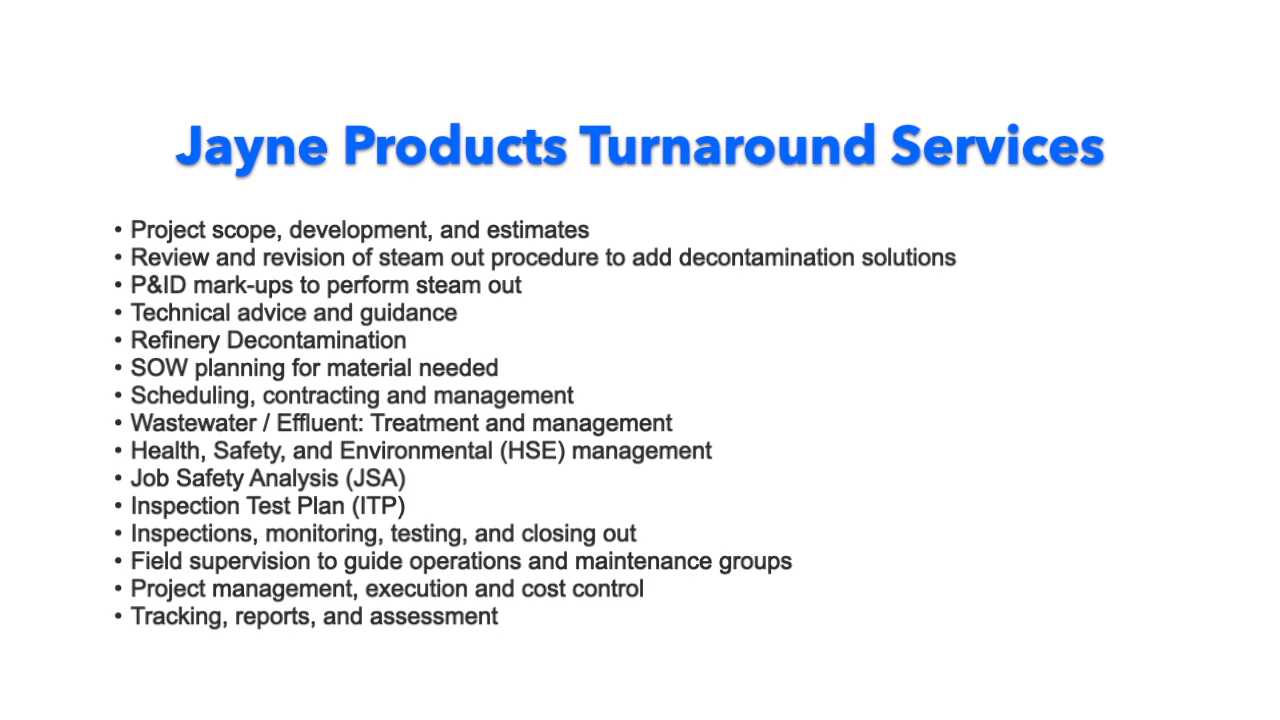 Jayne Products Turnaround Services
• Project scope, development, and estimates
• Review and revision of steam out procedure to add decontamination solutions
• P&ID mark-ups to perform steam out
• Technical advice and guidance
• Refinery Decontamination
• SOW planning for material needed
• Scheduling, contracting and management
• Wastewater / Effluent: Treatment and management
• Health, Safety, and Environmental (HSE) management
• Job Safety Analysis (JSA)
• Inspection Test Plan (ITP)
• Inspections, monitoring, testing, and closing out
• Field supervision to guide operations and maintenance groups
• Project management, execution and cost control
• Tracking, reports, and assessment